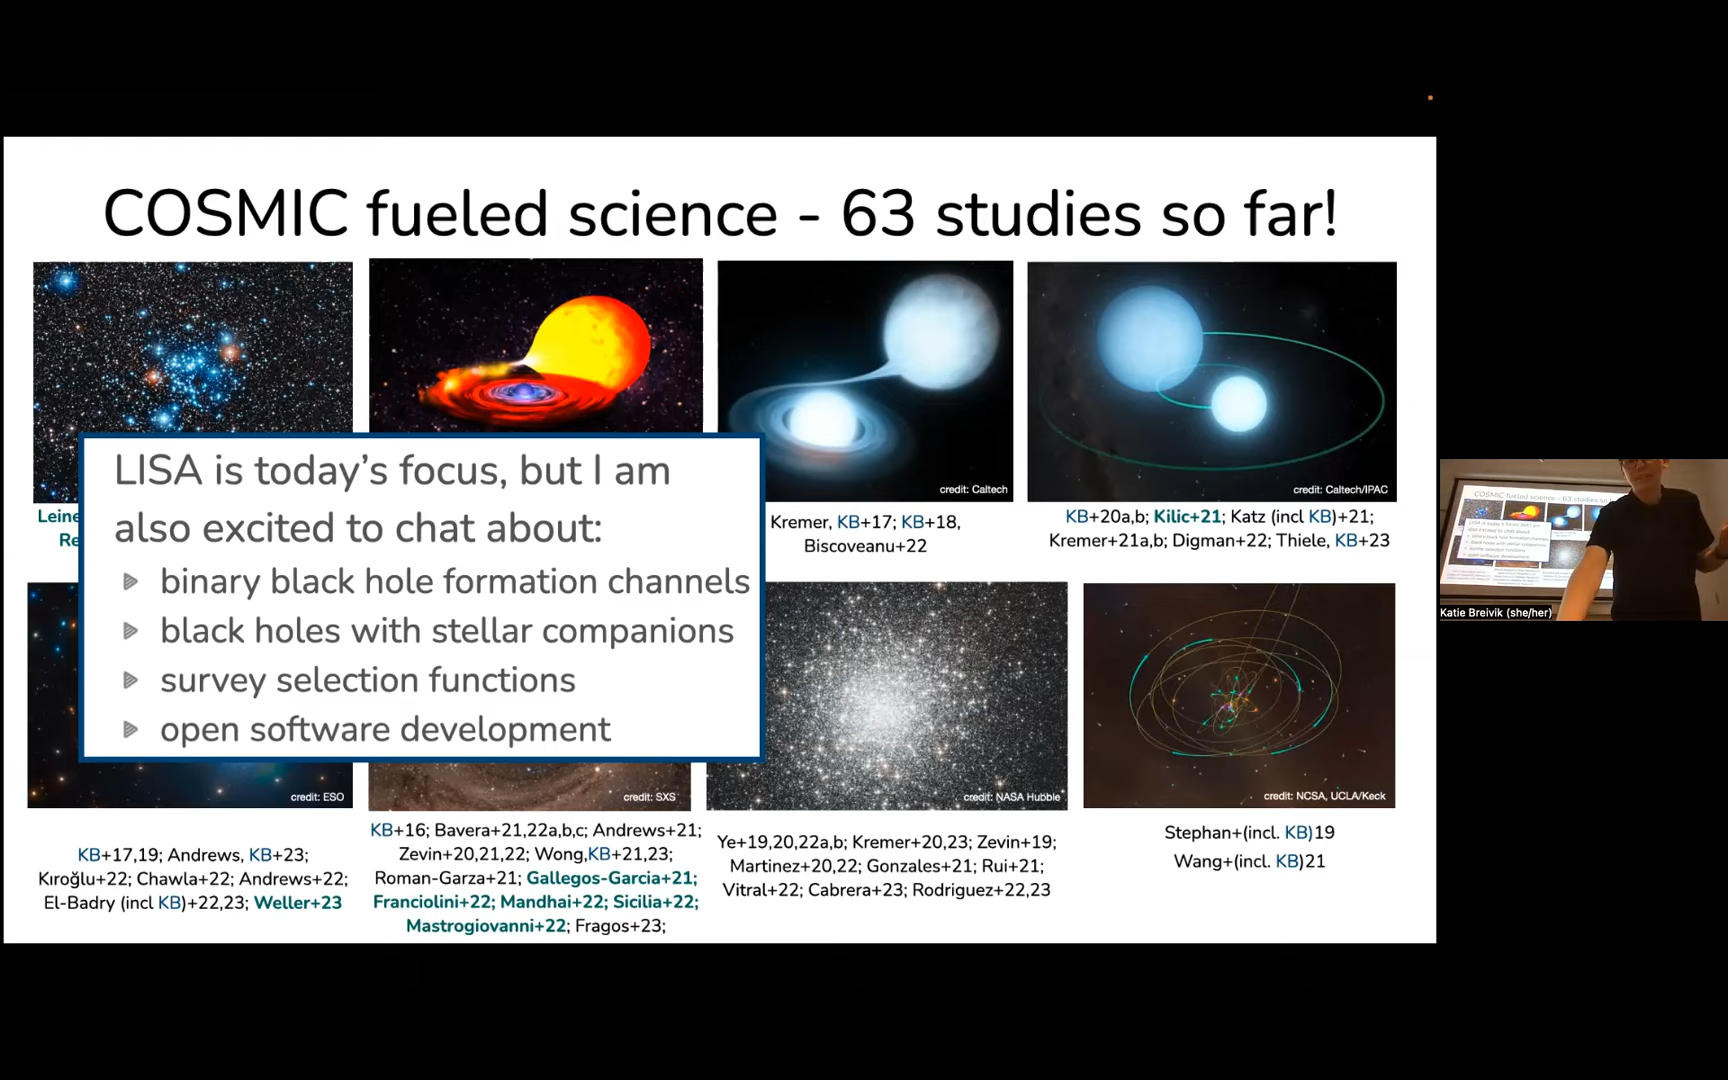 COSMIC fueled science - 63 studies so far!
credit: Caltech
credit: Caltech/IPAC
Leine
Re
Kremer, KB+17; KB+18,
Biscoveanu+22
KB+20a,b; Kilic+21; Katz (incl KB)+21;
Kremer+21a,b; Digman+22; Thiele, KB+23
LISA is today’s focus, but I am
also excited to chat about:
binary black hole formation channels
black holes with stellar companions
survey selection functions
open software development
credit: ESO
credit: SXS
credit: NASA Hubble
credit: NCSA, UCLA/Keck
KB+17,19; Andrews, KB+23;
Kıroğlu+22; Chawla+22; Andrews+22;
El-Badry (incl KB)+22,23; Weller+23
KB+16; Bavera+21,22a,b,c; Andrews+21;
Zevin+20,21,22; Wong,KB+21,23;
Roman-Garza+21; Gallegos-Garcia+21;
Franciolini+22; Mandhai+22; Sicilia+22;
Mastrogiovanni+22; Fragos+23;
Ye+19,20,22a,b; Kremer+20,23; Zevin+19;
Martinez+20,22; Gonzales+21; Rui+21;
Vitral+22; Cabrera+23; Rodriguez+22,23
Stephan+(incl. KB)19
Wang+(incl. KB)21
Katie Breivik (she/her)